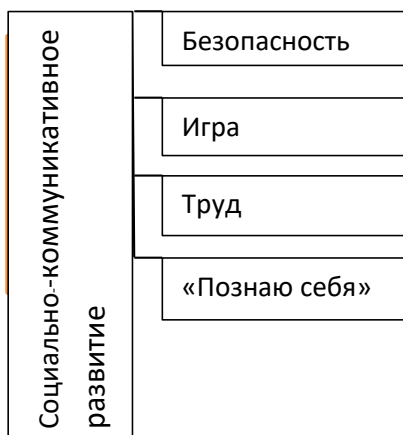 Социально-коммуникативное
развитие
Безопасность
Игра
Труд
«Познаю себя»